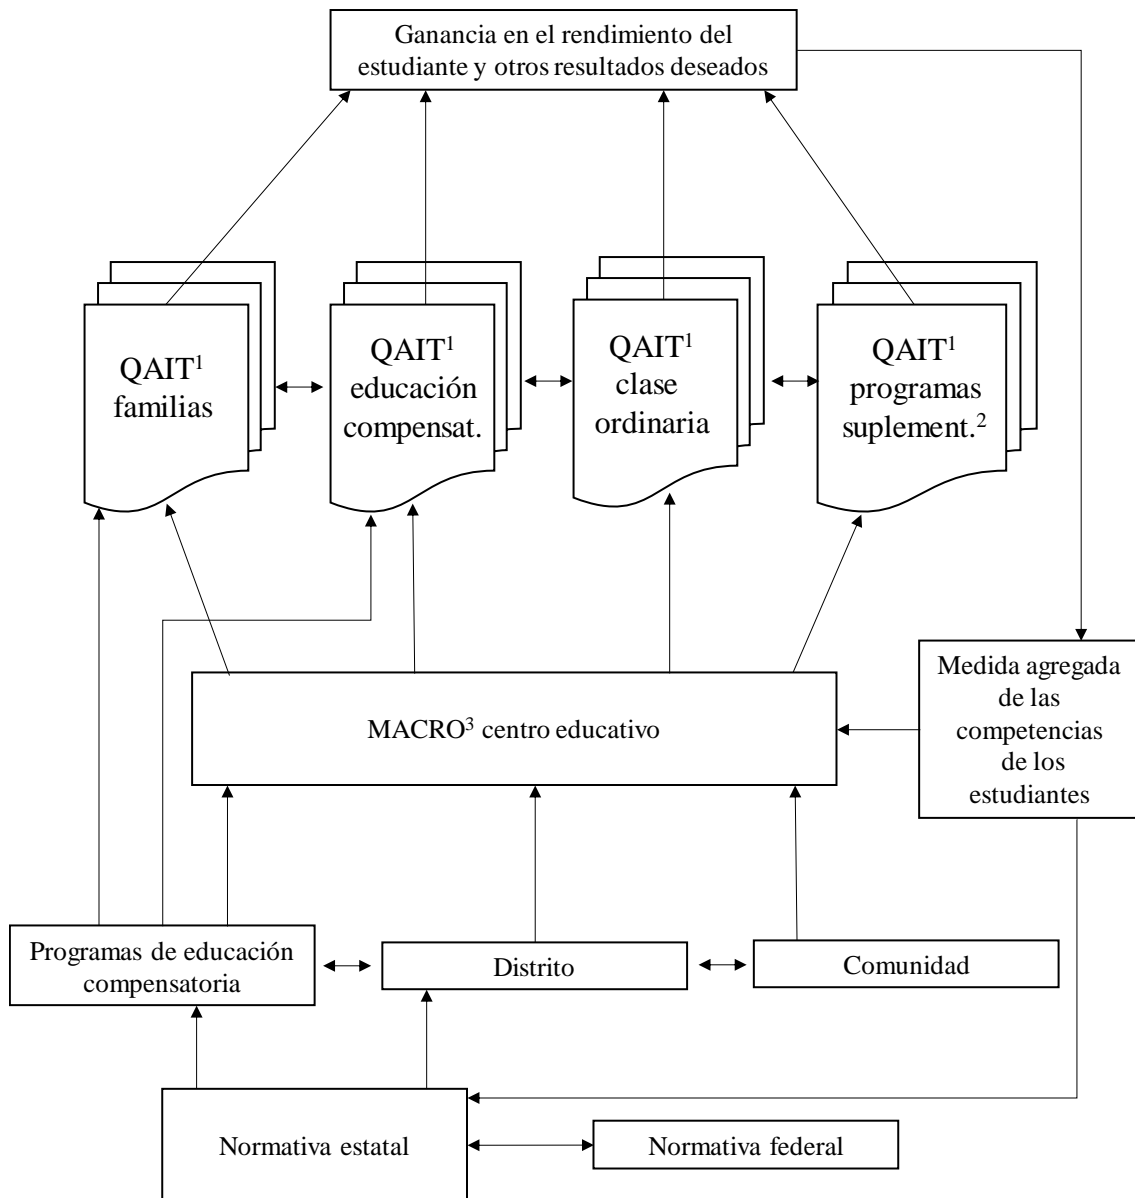 Ganancia en el rendimiento del
estudiante y otros resultados deseados
QAIT¹
familias
QAIT¹
educación
compensat.
QAIT¹
clase
ordinaria
QAIT¹
programas
suplement.²
Medida agregada
de las
competencias
de los
estudiantes
MACRO³ centro educativo
Programas de educación
compensatoria
Distrito
Comunidad
Normativa estatal
Normativa federal